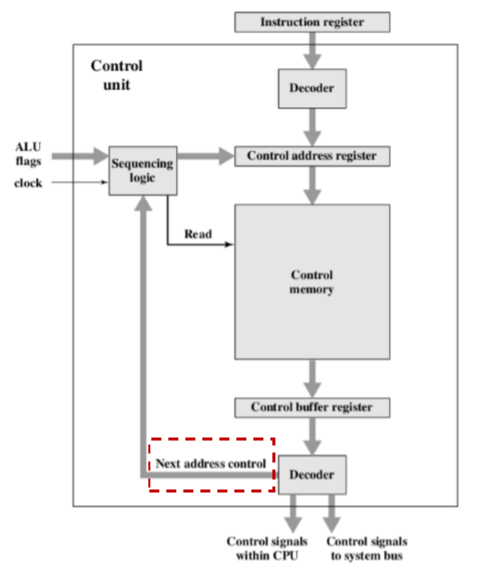 Instruction register
Control
unit
Decoder
ALU
flags
Sequencing
logic
Control address register
clock
Read
Control
memory
Control buffer register
Next address control
Decoder
Control signals
within CPU
Control signals
to system bus